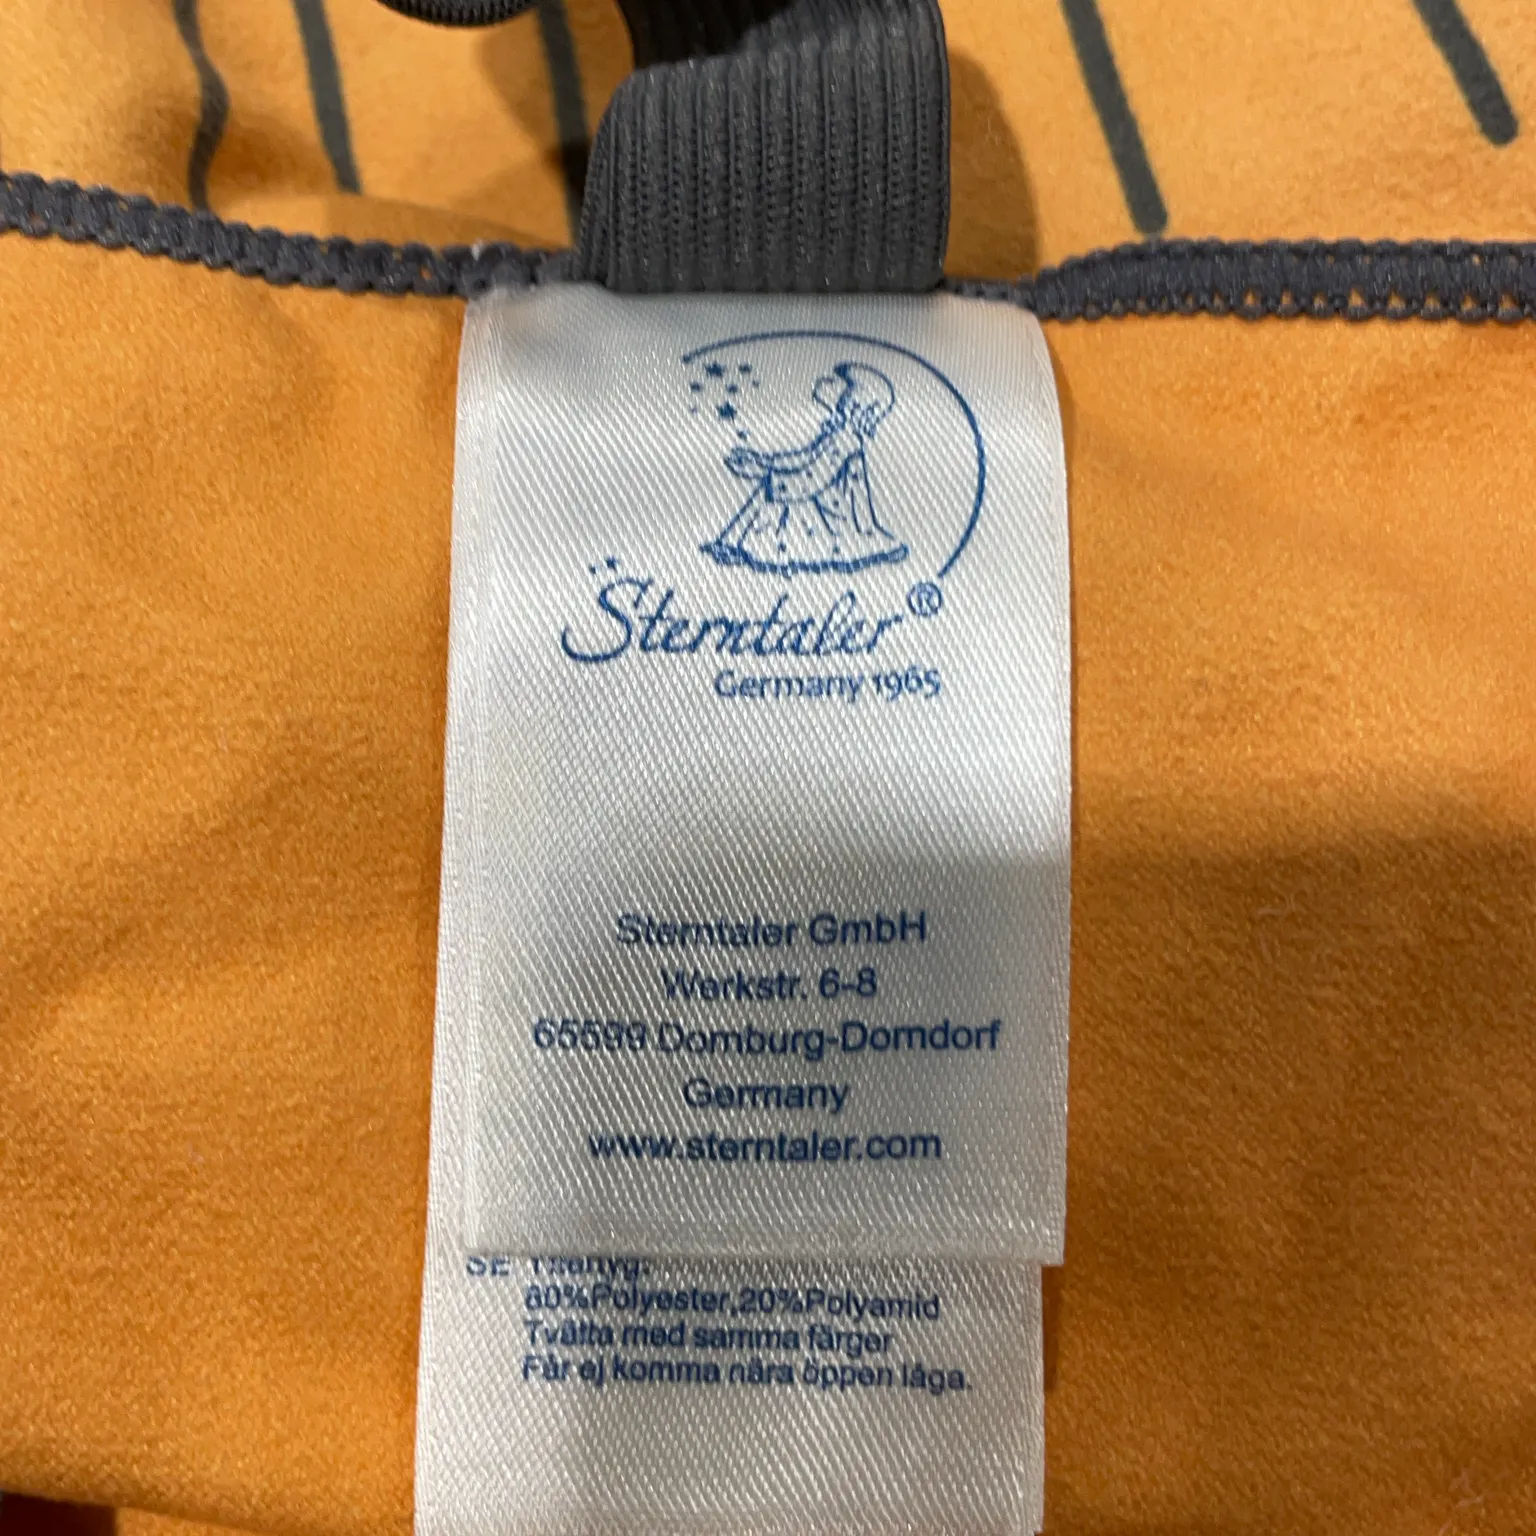 Sterntaler®
Germany 1965
Sterntaler GmbH
Werkstr. 6-8
65599 Dornburg-Dorndorf
Germany
www.sterntaler.com
SE
80%Polyester,20%Polyamid
Tvätta med samma färger
Får ej komma nära öppen låga.